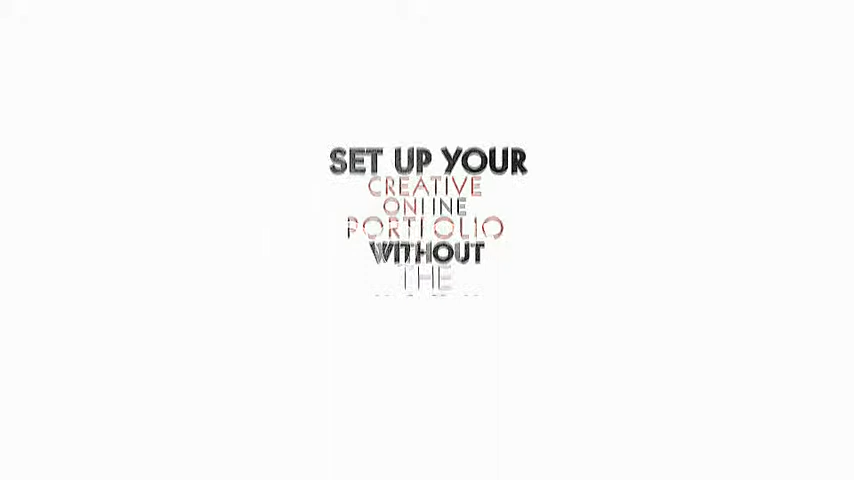 SET UP YOUR
CREATIVE
ONLINE
PORTFOLIO
WITHOUT
THE